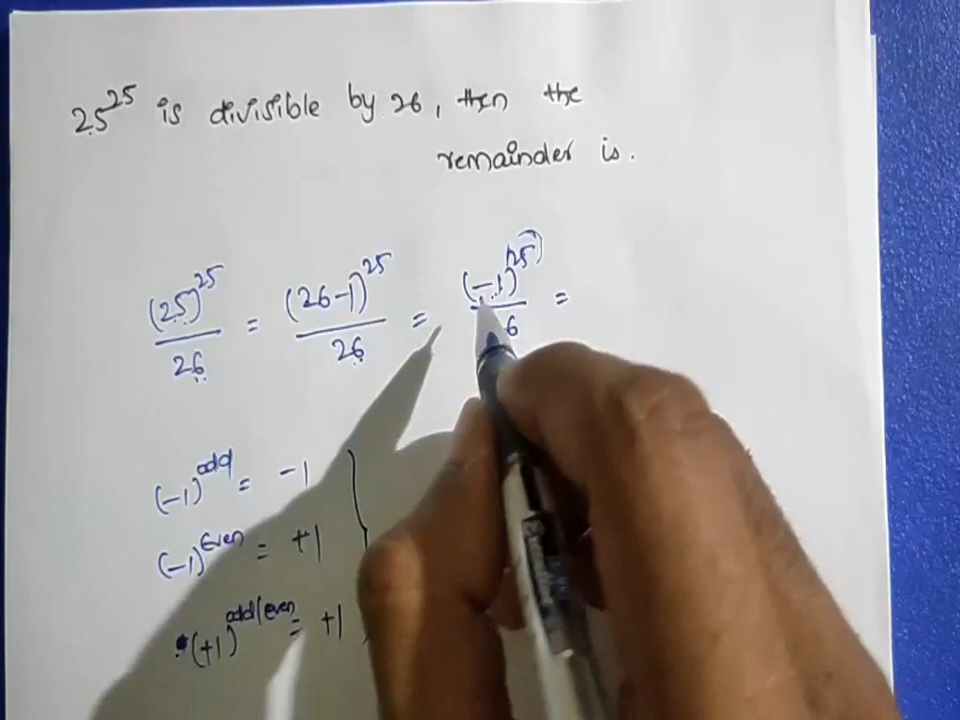 25^25 is divisible by 26, then the
remainder is.
(25)^25/26 = (26-1)^25/26 = (-1)^25/ 6 =
(-1)^odd = -1
(-1)^Even = +1
(+1)^odd/even = +1